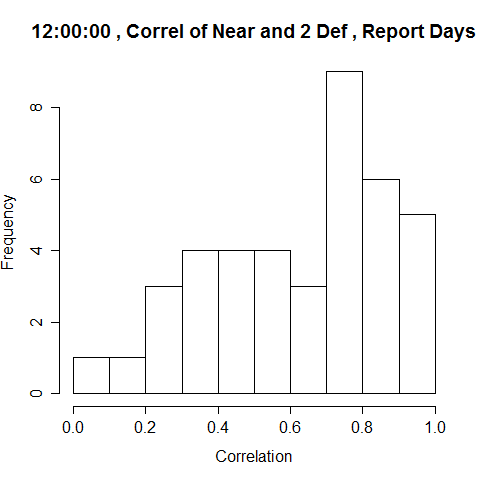 12:00:00 , Correl of Near and 2 Def , Report Days
8
6
4
2
0
Frequency
0.0 0.2 0.4 0.6 0.8 1.0
Correlation